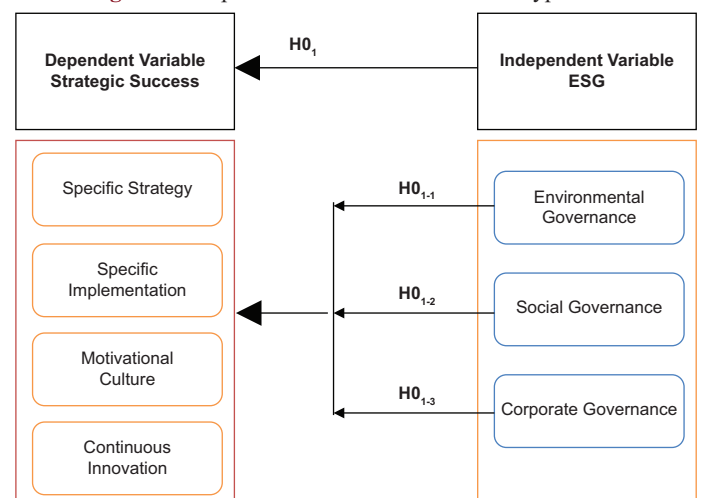 H0₁
Dependent Variable
Strategic Success
Independent Variable
ESG
Specific Strategy
Specific
Implementation
Motivational
Culture
Continuous
Innovation
H0₁₋₁
H0₁₋₂
H0₁₋₃
Environmental
Governance
Social Governance
Corporate Governance